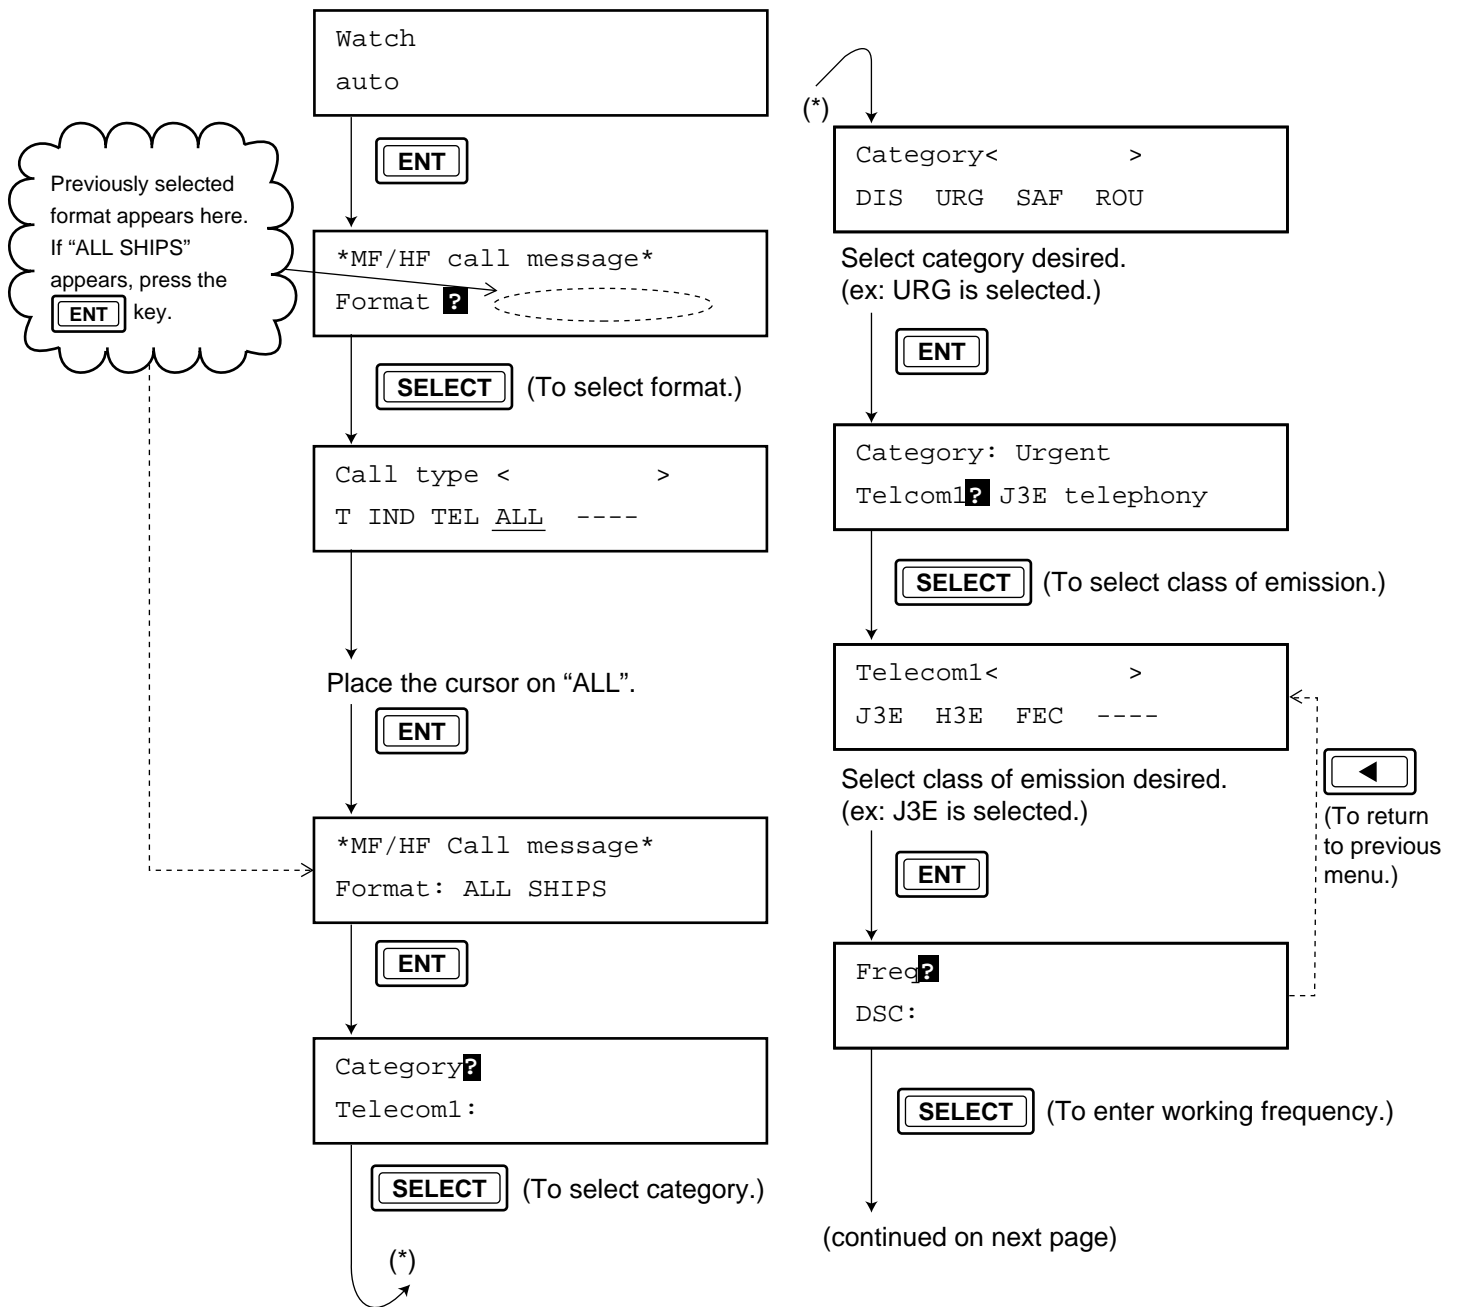 Watch
auto
ENT
Previously selected
format appears here.
If “ALL SHIPS”
appears, press the
ENT key.
*MF/HF call message*
Format ?
SELECT (To select format.)
Call type < >
T IND TEL ALL ----
Place the cursor on “ALL”.
ENT
*MF/HF Call message*
Format: ALL SHIPS
ENT
Category?
Telecom1:
SELECT (To select category.)
(*)
(*)
Category< >
DIS URG SAF ROU
Select category desired.
(ex: URG is selected.)
ENT
Category: Urgent
Telcom1? J3E telephony
SELECT (To select class of emission.)
Telecom1< >
J3E H3E FEC ----
Select class of emission desired.
(ex: J3E is selected.)
ENT
(To return
to previous
menu.)
Freq?
DSC:
SELECT (To enter working frequency.)
(continued on next page)